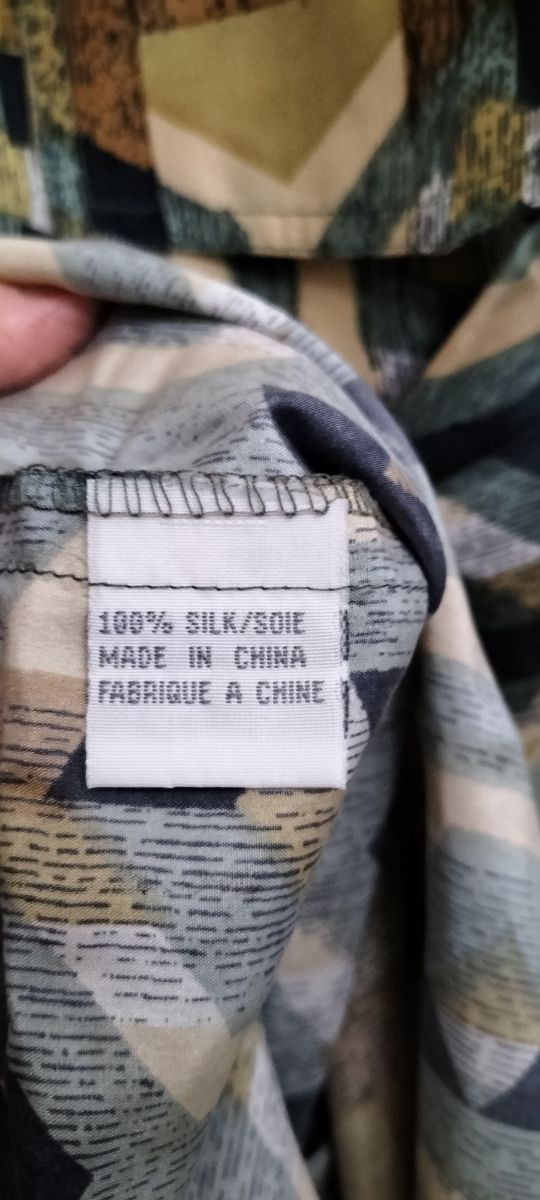 100% SILK/SOIE
MADE IN CHINA
FABRIQUE A CHINE